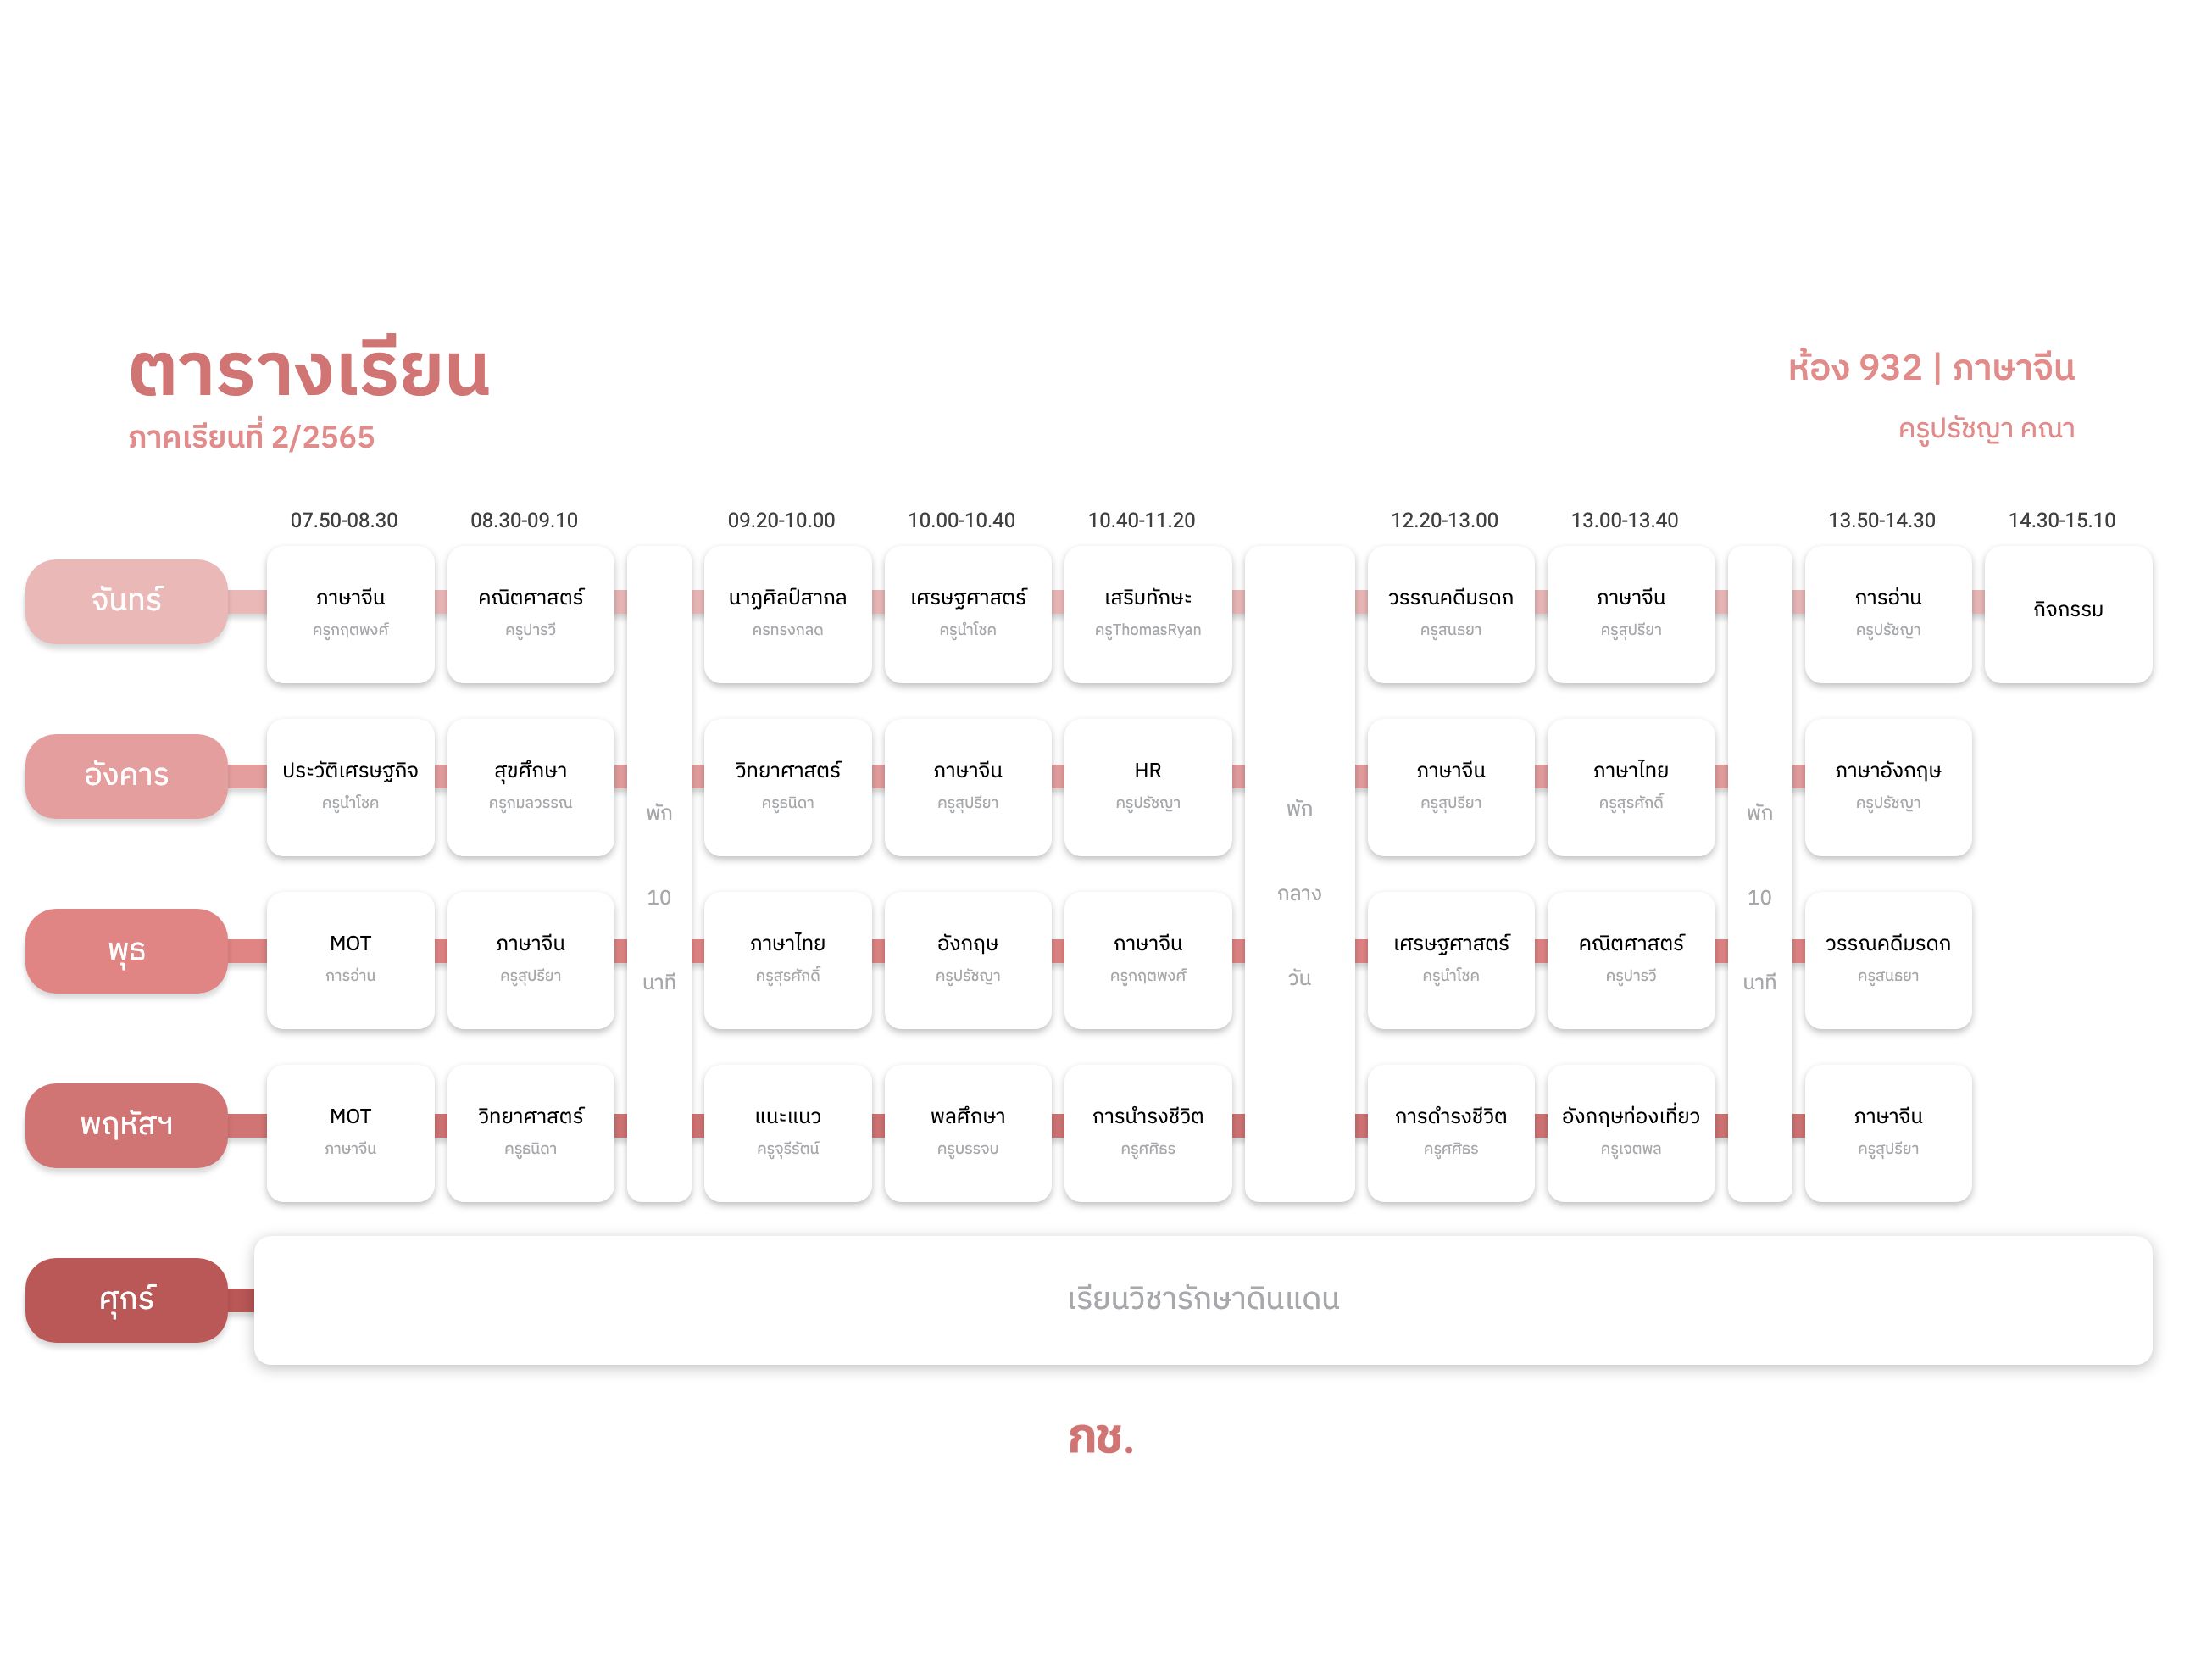 ตารางเรียน
ภาคเรียนที่ 2/2565
ห้อง 932 | ภาษาจีน
ครูปรัชญา คณา
07.50-08.30 08.30-09.10 09.20-10.00 10.00-10.40 10.40-11.20 12.20-13.00 13.00-13.40 13.50-14.30 14.30-15.10
จันทร์
ภาษาจีน
ครูกฤตพงศ์
คณิตศาสตร์
ครูปารวี
นาฏศิลป์สากล
ครทรงกลด
เศรษฐศาสตร์
ครูนำโชค
เสริมทักษะ
ครูThomasRyan
วรรณคดีมรดก
ครูสนธยา
ภาษาจีน
ครูสุปรียา
การอ่าน
ครูปรัชญา
กิจกรรม
อังคาร
ประวัติเศรษฐกิจ
ครูนำโชค
สุขศึกษา
ครูกมลวรรณ
วิทยาศาสตร์
ครูธนิดา
ภาษาจีน
ครูสุปรียา
HR
ครูปรัชญา
ภาษาจีน
ครูสุปรียา
ภาษาไทย
ครูสุรศักดิ์
ภาษาอังกฤษ
ครูปรัชญา
พัก
10
นาที
พัก
กลาง
วัน
พัก
10
นาที
พุธ
MOT
การอ่าน
ภาษาจีน
ครูสุปรียา
ภาษาไทย
ครูสุรศักดิ์
อังกฤษ
ครูปรัชญา
ภาษาจีน
ครูกฤตพงศ์
เศรษฐศาสตร์
ครูนำโชค
คณิตศาสตร์
ครูปารวี
วรรณคดีมรดก
ครูสนธยา
พฤหัสฯ
MOT
ภาษาจีน
วิทยาศาสตร์
ครูธนิดา
แนะแนว
ครูจุรีรัตน์
พลศึกษา
ครูบรรจบ
การนำรงชีวิต
ครูศศิธร
การดำรงชีวิต
ครูศศิธร
อังกฤษท่องเที่ยว
ครูเจตพล
ภาษาจีน
ครูสุปรียา
ศุกร์
เรียนวิชารักษาดินแดน
กช.